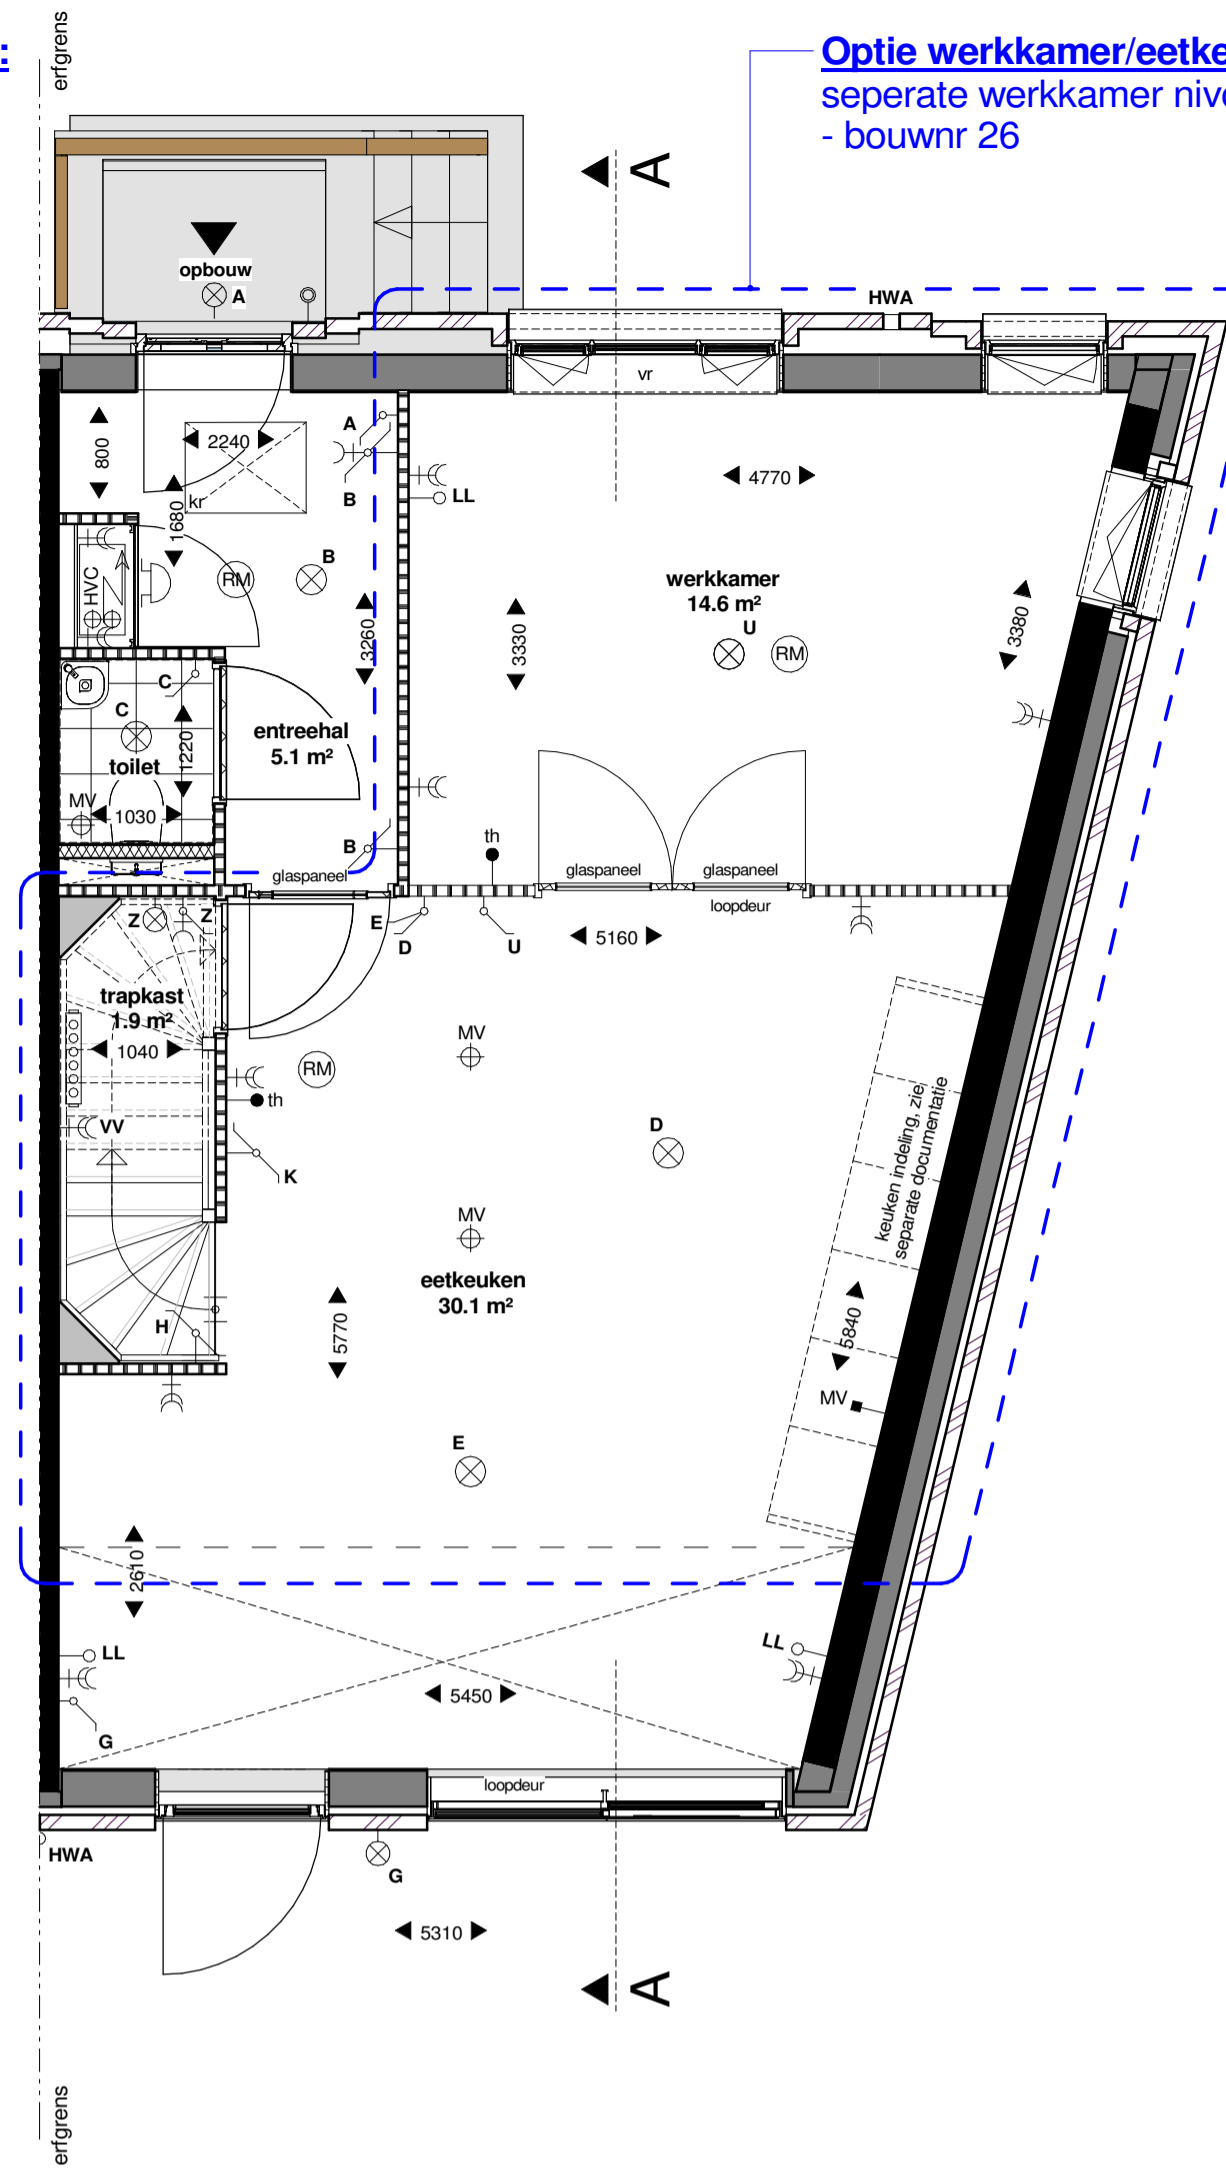 :
erfgrens
Optie werkkamer/eetke
seperate werkkamer nive
- bouwnr 26
A
opbouw
A
HWA
vr
800
2240
A
B
kr
1680
LL
4770
HVC
RM
B
3260
werkkamer
14.6 m²
U
RM
3330
3380
C
C
toilet
1220
entreehal
5.1 m²
MV
1030
B
th
glaspaneel
glaspaneel
glaspaneel
loopdeur
Z
Z
E
D
U
5160
trapkast
1.9 m²
1040
MV
RM
th
VV
D
K
keuken indeling, zie
separate documentatie
MV
eetkeuken
30.1 m²
H
5770
5840
MV
E
2610
LL
LL
5450
G
loopdeur
HWA
G
5310
A
erfgrens